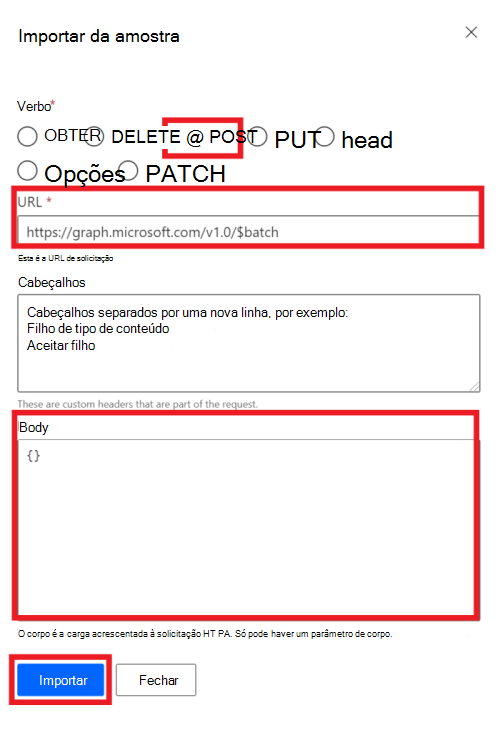 Importar da amostra
Verbo*
OBTER DELETE @ POST PUT head
Opções PATCH
URL *
https://graph.microsoft.com/v1.0/$batch
Esta é a URL de solicitação
Cabeçalhos
Cabeçalhos separados por uma nova linha, por exemplo:
Filho de tipo de conteúdo
Aceitar filho
These are custom headers that are part of the request.
Body
{}
O corpo é a carga acrescentada à solicitação HT PA. Só pode haver um parâmetro de corpo.
Importar Fechar